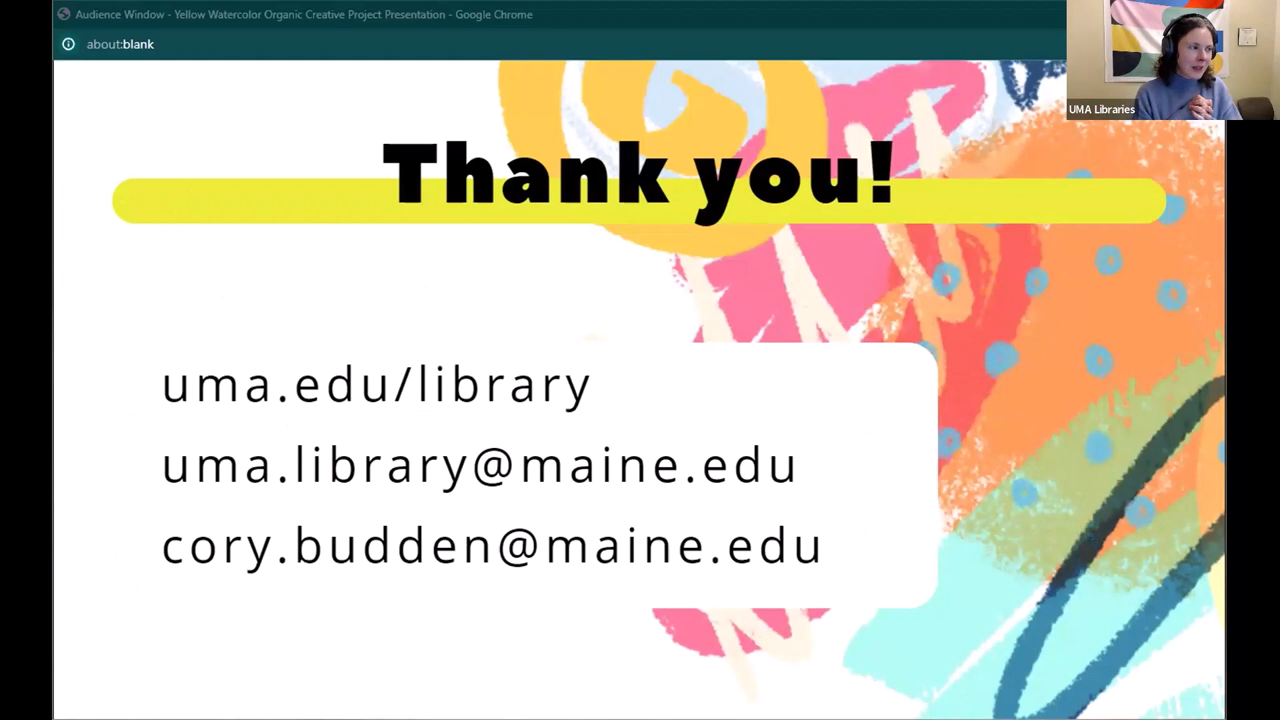 Audience Window - Yellow Watercolor Organic Creative Project Presentation - Google Chrome
about:blank
UMA Libraries
Thank you!
uma.edu/library
uma.library@maine.edu
cory.budden@maine.edu